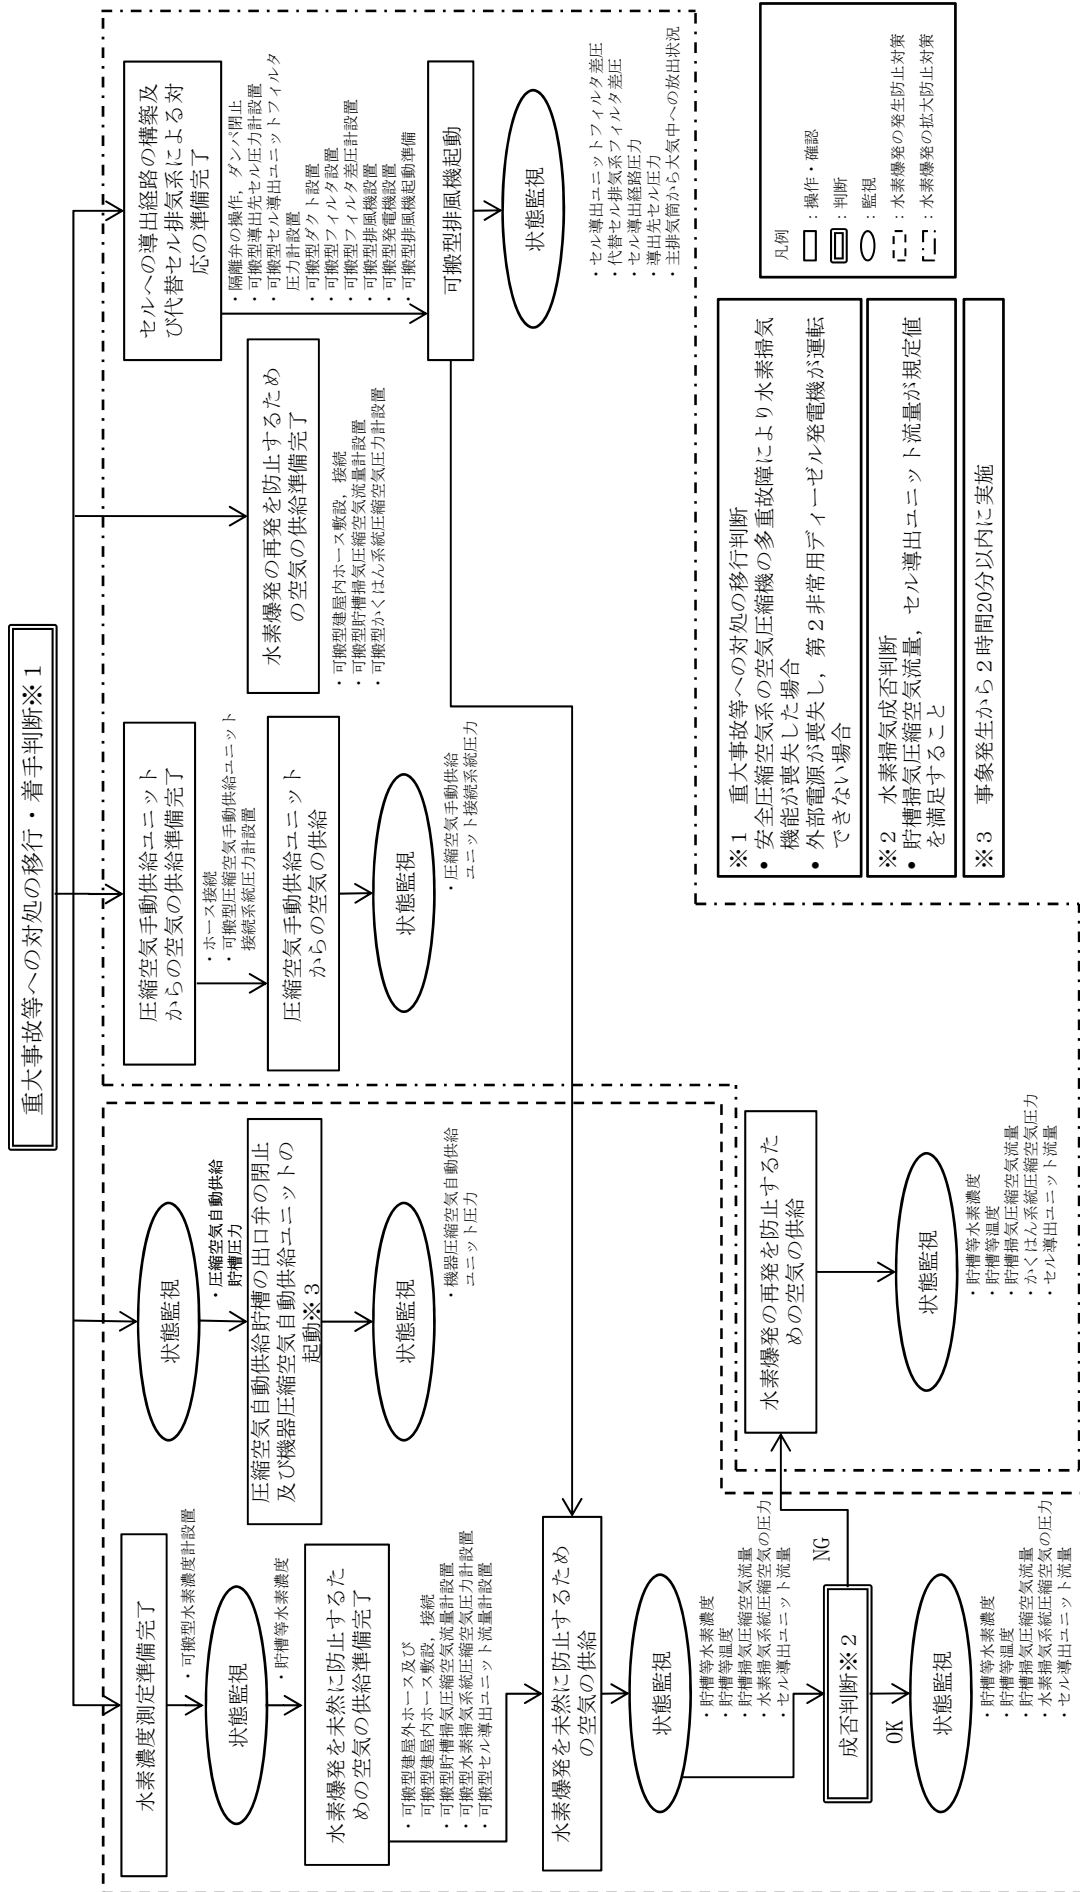 重大事故等への対処の移行・着手判断※１
水素濃度測定準備完了
・可搬型水素濃度計設置
状態監視
・貯槽等水素濃度
水素爆発を未然に防止するた
めの空気の供給準備完了
・可搬型建屋外ホース及び
可搬型建屋内ホース敷設，接続
・可搬型貯槽掃気圧縮空気流量計設置
・可搬型水素掃気系統圧縮空気圧力計設置
・可搬型セル導出ユニット流量計設置
水素爆発を未然に防止するため
の空気の供給
状態監視
・貯槽等水素濃度
・貯槽等温度
・貯槽掃気圧縮空気流量
・水素掃気系統圧縮空気の圧力
・セル導出ユニット流量
成否判断※２
NG
OK
状態監視
・貯槽等水素濃度
・貯槽等温度
・貯槽掃気圧縮空気流量
・水素掃気系統圧縮空気の圧力
・セル導出ユニット流量
状態監視
・圧縮空気自動供給
貯槽圧力
圧縮空気自動供給貯槽の出口弁の閉止
及び機器圧縮空気自動供給ユニットの
起動※３
状態監視
・機器圧縮空気自動供給
ユニット圧力
水素爆発の再発を防止するた
めの空気の供給
状態監視
・貯槽等水素濃度
・貯槽等温度
・貯槽掃気圧縮空気流量
・かくはん系統圧縮空気圧力
・セル導出ユニット流量
圧縮空気手動供給ユニット
からの空気の供給準備完了
・ホース接続
・可搬型圧縮空気手動供給ユニット
接続系統圧力計設置
圧縮空気手動供給ユニット
からの空気の供給
状態監視
・圧縮空気手動供給
ユニット接続系統圧力
水素爆発の再発を防止するため
の空気の供給準備完了
・可搬型建屋内ホース敷設，接続
・可搬型貯槽掃気圧縮空気流量計設置
・可搬型かくはん系統圧縮空気圧力計設置
セルへの導出経路の構築及
び代替セル排気系による対
応の準備完了
・隔離弁の操作，ダンパ閉止
・可搬型導出先セル圧力計設置
・可搬型セル導出ユニットフィルタ
圧力計設置
・可搬型ダクト設置
・可搬型フィルタ設置
・可搬型フィルタ差圧計設置
・可搬型排風機設置
・可搬型発電機設置
・可搬型排風機起動準備
可搬型排風機起動
状態監視
・セル導出ユニットフィルタ差圧
・代替セル排気系フィルタ差圧
・セル導出経路圧力
導出先セル圧力
・主排気筒から大気中への放出状況
※１　重大事故等への対処の移行判断
・安全圧縮空気系の空気圧縮機の多重故障により水素掃気
機能が喪失した場合
・外部電源が喪失し，第２非常用ディーゼル発電機が運転
できない場合
※２　水素掃気成否判断
・貯槽掃気圧縮空気流量，セル導出ユニット流量が規定値
を満足すること
※３　事象発生から２時間20分以内に実施
凡例
：操作・確認
：判断
：監視
：水素爆発の発生防止対策
：水素爆発の拡大防止対策